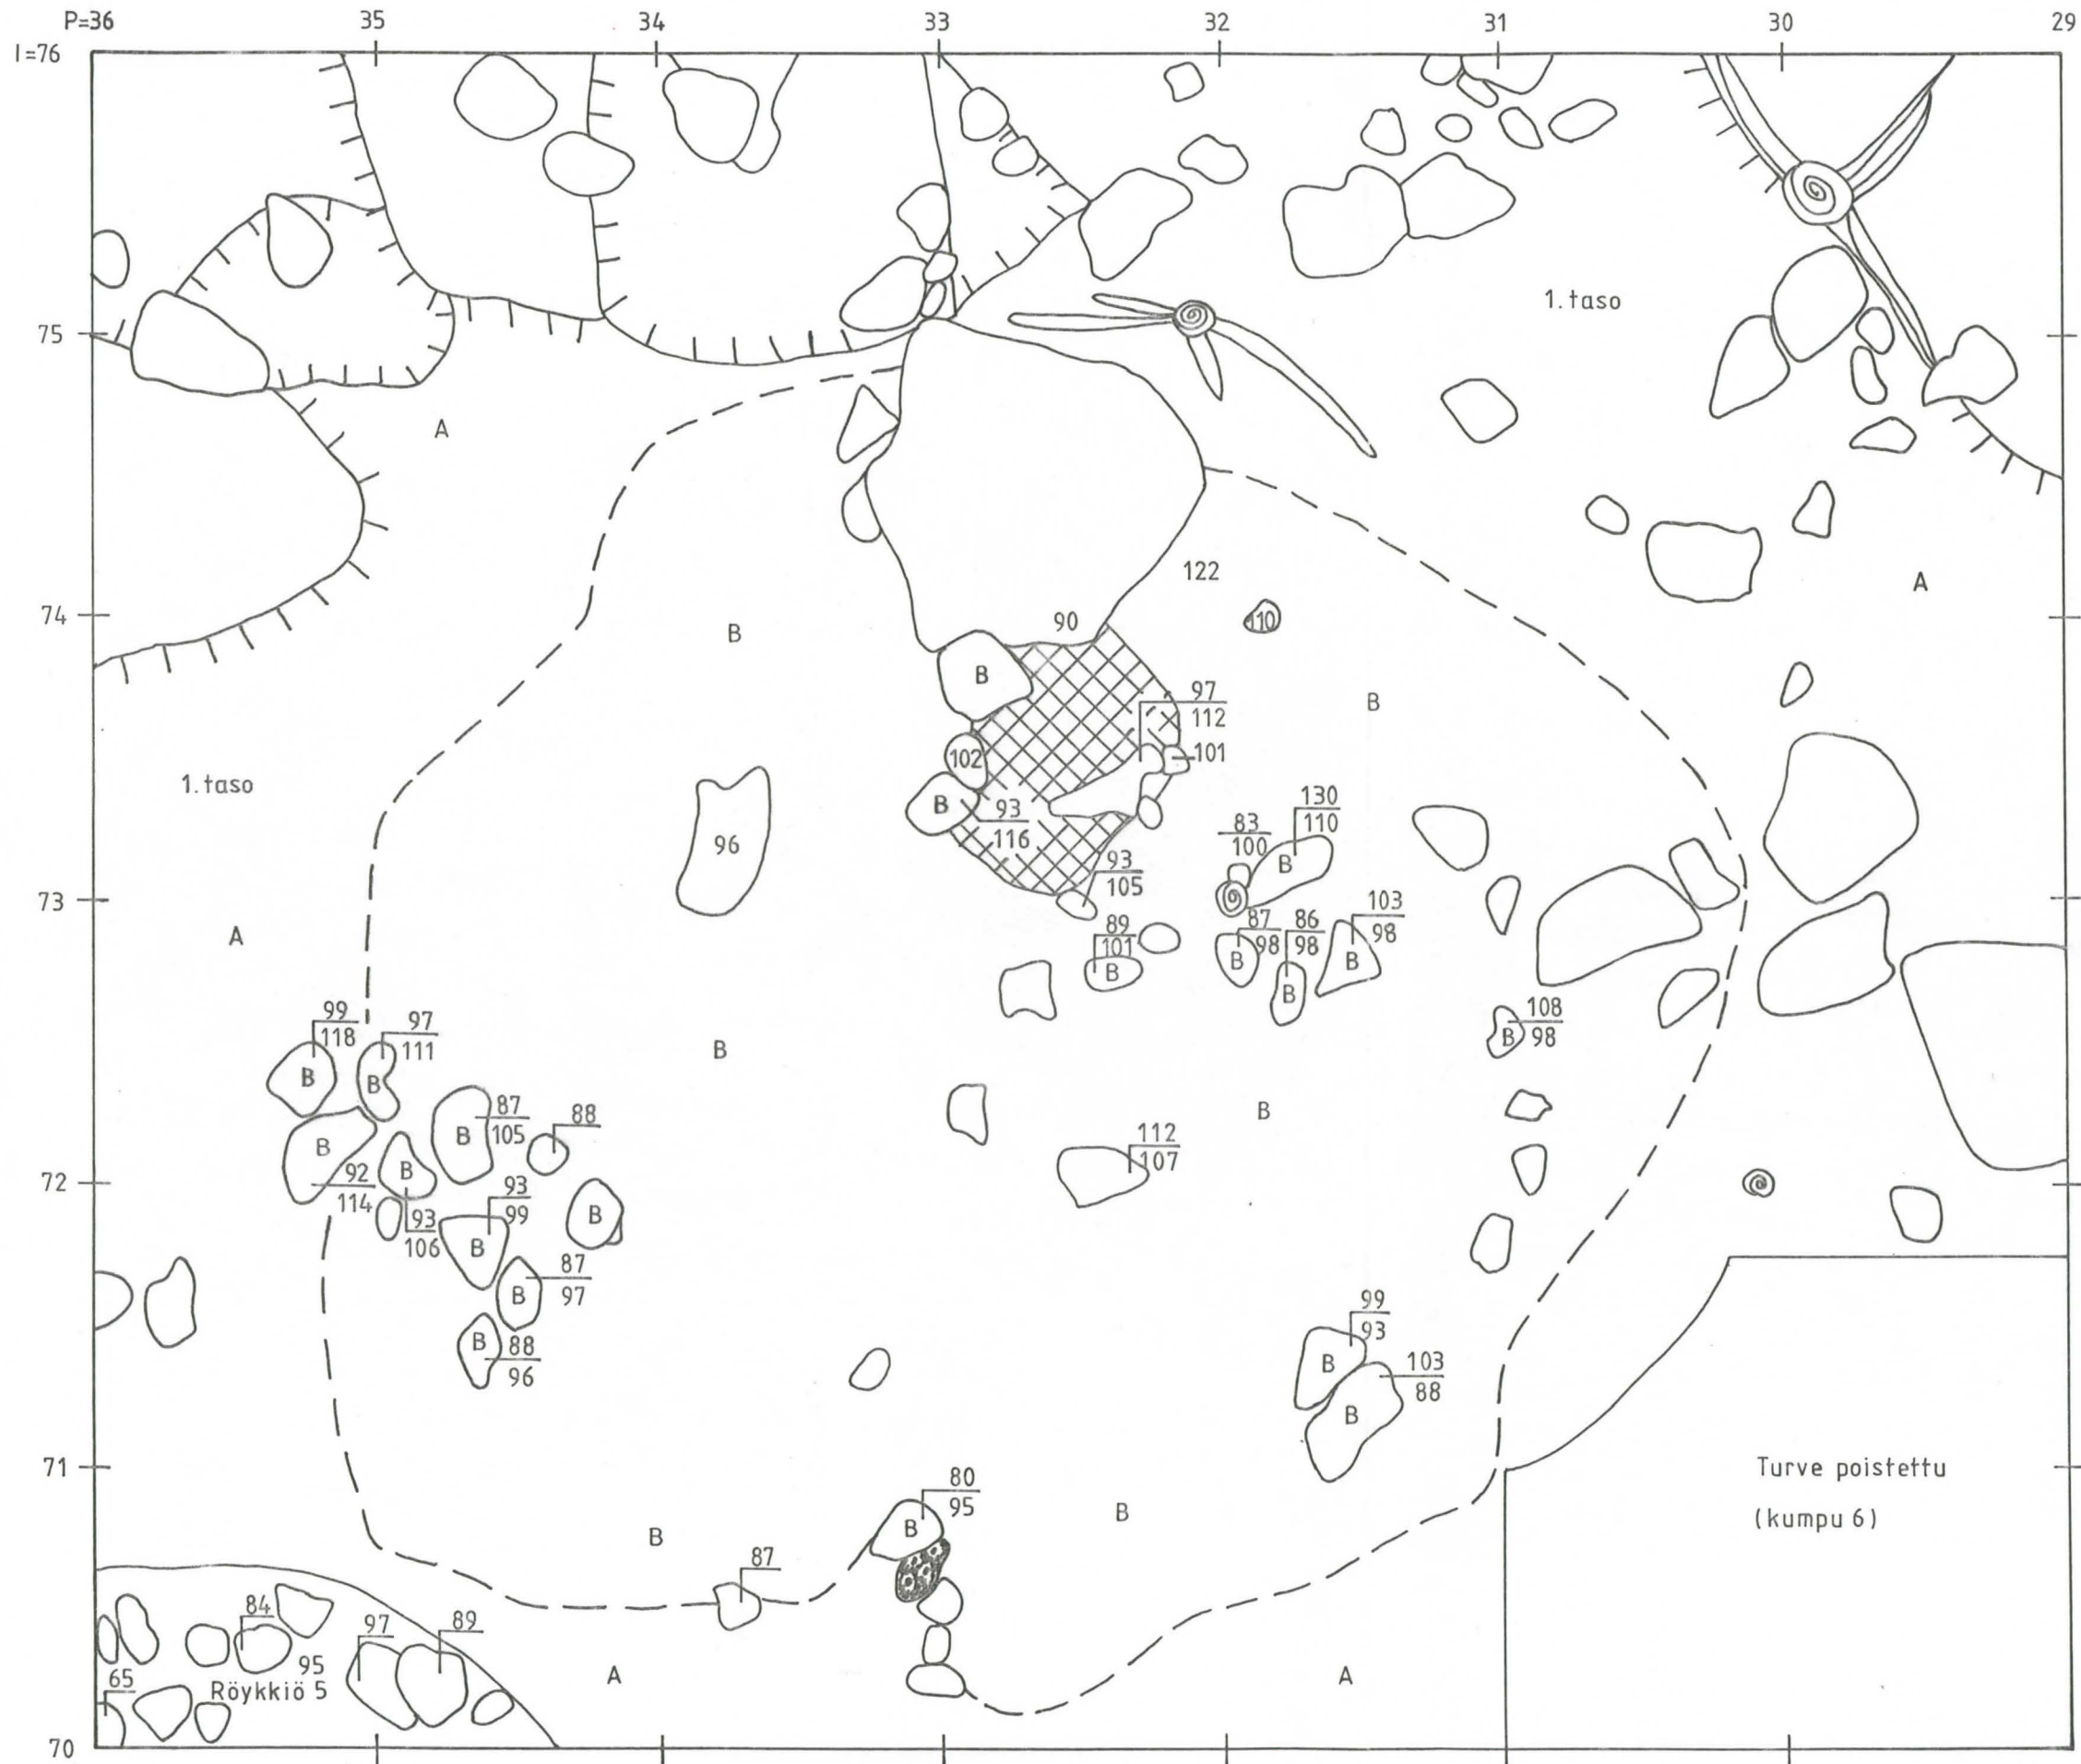 P=36 35 34 33 32 31 30 29
I=76
1.taso
75
A
122
A
74
90
110
B
B
B
97
112
102
101
1.taso
B
93
116
130
110
83
100
B
96
93
105
73
103
98
87
98
86
98
89
101
A
B
B
B
B
B
108
98
B
99
118
97
111
B
B
B
87
105
88
B
112
107
B
B
B
72
92
114
93
99
93
106
B
B
87
97
B
99
93
B
88
96
B
103
88
B
71
80
95
Turve poistettu
(kumpu 6)
B
B
B
87
84
97
89
95
65
Röykkiö 5
A
A
70